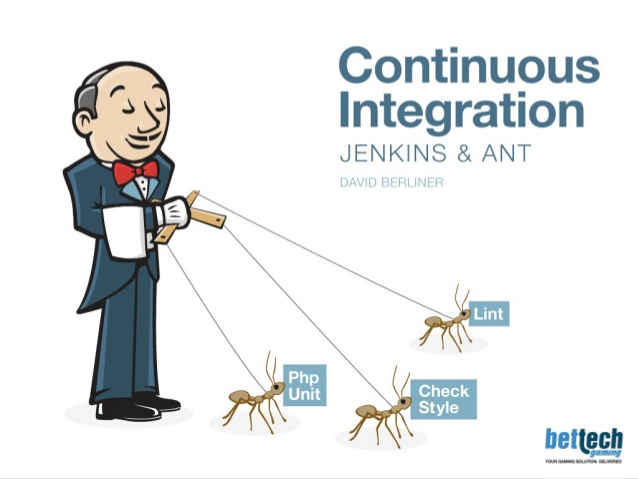 Continuous
Integration
JENKINS & ANT
DAVID BERLINER
Lint
Php
Unit
Check
Style
bettech
gaming
YOUR GAMING SOLUTION. DELIVERED